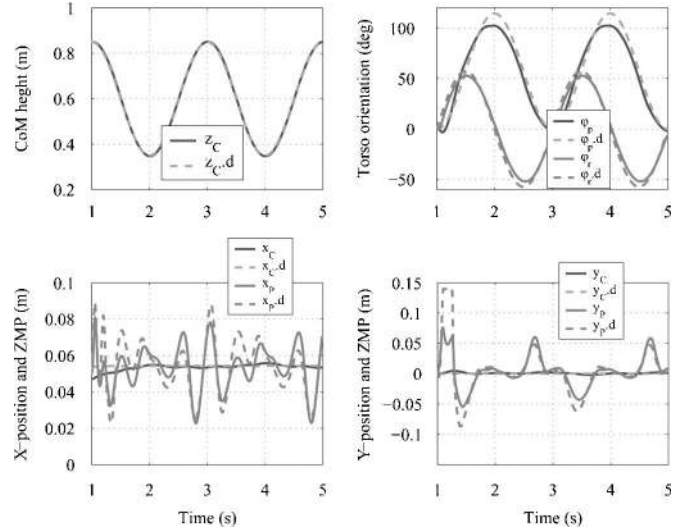 CoM heght (m)
1
0.8
0.6
0.4
0.2
1 2 3 4 5
z_C
z_C.d
Torso orientation (deg)
100
50
0
−50
1 2 3 4 5
φ_p
φ_p.d
φ_r
φ_r.d
X−position and ZMP (m)
0.1
0.08
0.06
0.04
0.02
0
1 2 3 4 5
Time (s)
x_C
x_C.d
x_P
x_P.d
Y−position and ZMP (m)
0.15
0.1
0.05
0
−0.05
−0.1
1 2 3 4 5
Time (s)
y_C
y_C.d
y_P
y_P.d